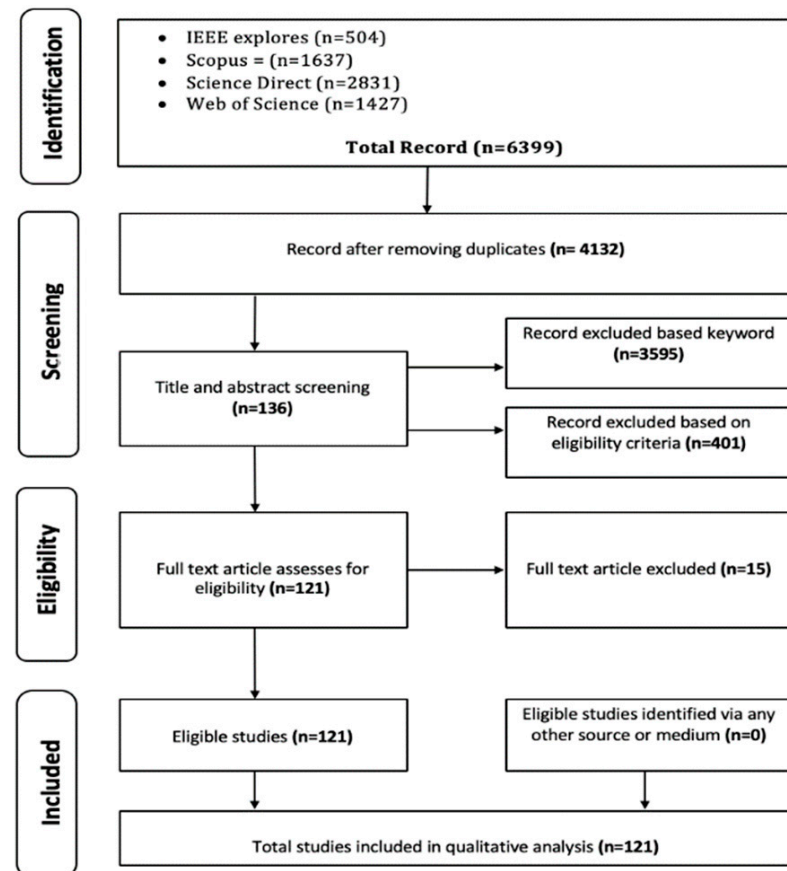 Identification
• IEEE explores (n=504)
• Scopus = (n=1637)
• Science Direct (n=2831)
• Web of Science (n=1427)
Total Record (n=6399)
Screening
Record after removing duplicates (n= 4132)
Title and abstract screening
(n=136)
Record excluded based keyword
(n=3595)
Record excluded based on
eligibility criteria (n=401)
Eligibility
Full text article assesses for
eligibility (n=121)
Full text article excluded (n=15)
Included
Eligible studies (n=121)
Eligible studies identified via any
other source or medium (n=0)
Total studies included in qualitative analysis (n=121)